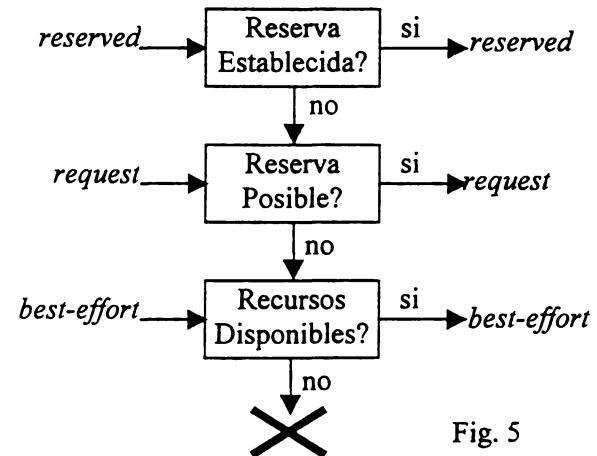 reserved
Reserva
Establecida?
si
reserved
no
request
Reserva
Posible?
si
request
no
best-effort
Recursos
Disponibles?
si
best-effort
no
Fig. 5